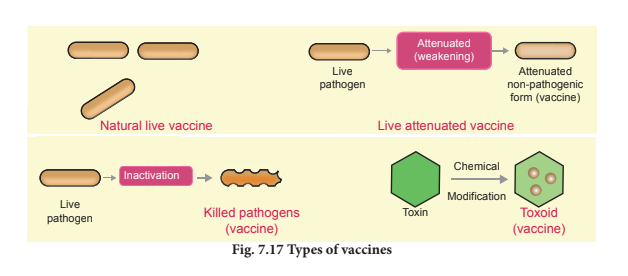 Live
pathogen
Attenuated
(weakening)
Attenuated
non-pathogenic
form (vaccine)
Natural live vaccine
Live attenuated vaccine
Live
pathogen
Inactivation
Killed pathogens
(vaccine)
Toxin
Chemical
Modification
Toxoid
(vaccine)
Fig. 7.17 Types of vaccines